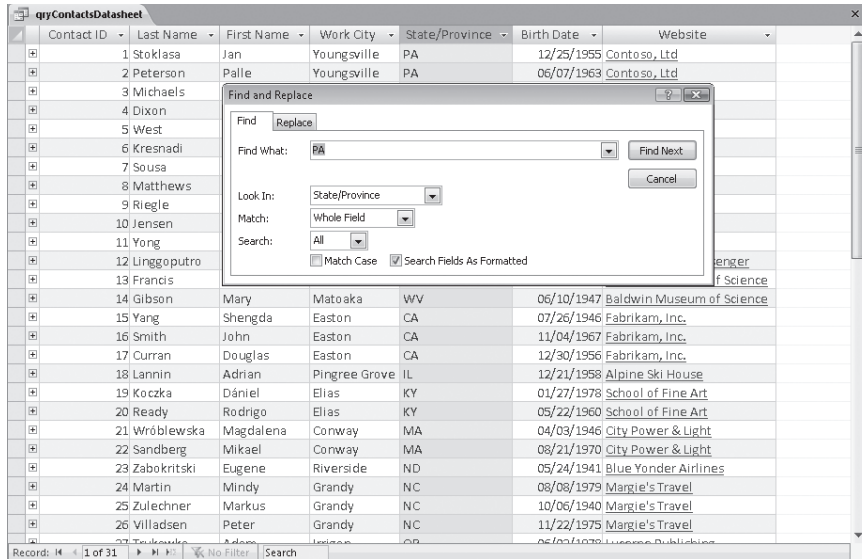 qryContactsDatasheet
Contact ID Last Name First Name Work City State/Province Birth Date Website
1 Stoklasa Jan Youngsville PA 12/25/1955 Contoso, Ltd
2 Peterson Palle Youngsville PA 06/07/1963 Contoso, Ltd
3 Michaels
4 Dixon
5 West
6 Kresnadi
7 Sousa
8 Matthews
9 Riegle
10 Jensen
11 Yong
12 Linggoputro enger
13 Francis f Science
Find and Replace
Find Replace
Find What: PA Find Next
Cancel
Look In: State/Province
Match: Whole Field
Search: All
Match Case Search Fields As Formatted
14 Gibson Mary Matoaka WV 06/10/1947 Baldwin Museum of Science
15 Yang Shengda Easton CA 07/26/1946 Fabrikam, Inc.
16 Smith John Easton CA 11/04/1967 Fabrikam, Inc.
17 Curran Douglas Easton CA 12/30/1956 Fabrikam, Inc.
18 Lannin Adrian Pingree Grove IL 12/21/1958 Alpine Ski House
19 Koczka Dániel Elias KY 01/27/1978 School of Fine Art
20 Ready Rodrigo Elias KY 05/22/1960 School of Fine Art
21 Wróblewska Magdalena Conway MA 04/03/1946 City Power & Light
22 Sandberg Mikael Conway MA 08/21/1970 City Power & Light
23 Zabokritski Eugene Riverside ND 05/24/1941 Blue Yonder Airlines
24 Martin Mindy Grandy NC 08/08/1979 Margie's Travel
25 Zulechner Markus Grandy NC 10/06/1940 Margie's Travel
26 Villadsen Peter Grandy NC 11/22/1975 Margie's Travel
Record: 1 of 31 No Filter Search